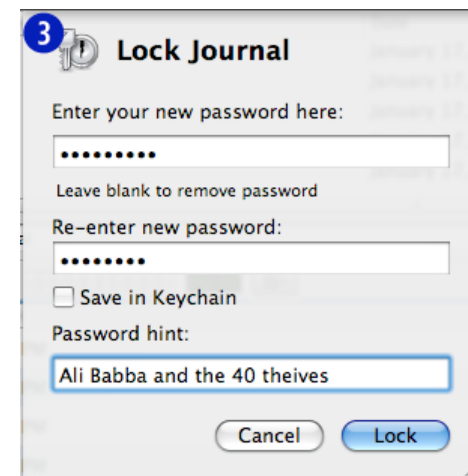 3
Lock Journal
Enter your new password here:
•••••••••
Leave blank to remove password
Re-enter new password:
••••••••
Save in Keychain
Password hint:
Ali Babba and the 40 theives
Cancel Lock